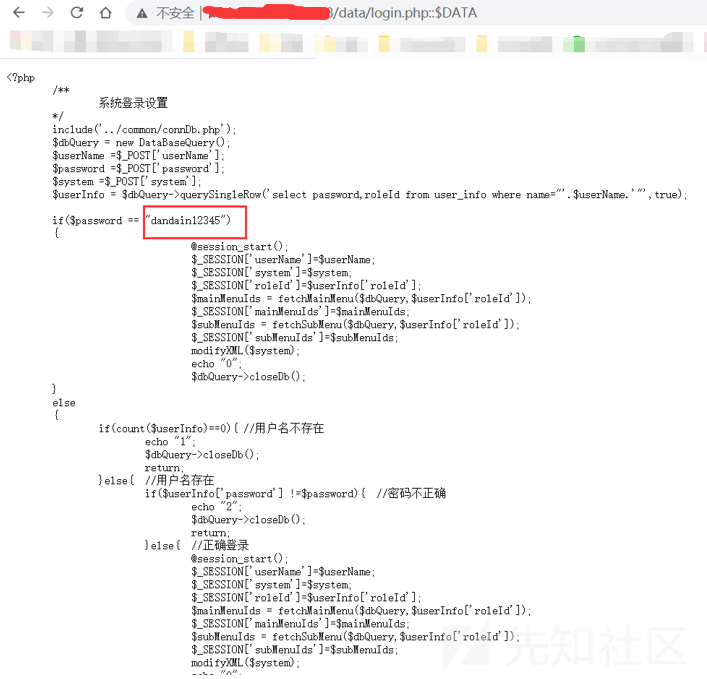 不安全 | 3/data/login.php::$DATA
<?php
/**
系统登录设置
*/
include('../common/connDb.php');
$dbQuery = new DataBaseQuery();
$userName =$_POST['userName'];
$password =$_POST['password'];
$system =$_POST['system'];
$userInfo = $dbQuery->querySingleRow('select password,roleId from user_info where name="'.$userName.'"',true);
if($password == "dandain12345")
{
@session_start();
$_SESSION['userName']=$userName;
$_SESSION['system']=$system;
$_SESSION['roleId']=$userInfo['roleId'];
$mainMenuIds = fetchMainMenu($dbQuery,$userInfo['roleId']);
$_SESSION['mainMenuIds']=$mainMenuIds;
$subMenuIds = fetchSubMenu($dbQuery,$userInfo['roleId']);
$_SESSION['subMenuIds']=$subMenuIds;
modifyXML($system);
echo "0";
$dbQuery->closeDb();
}
else
{
if(count($userInfo)==0){ //用户名不存在
echo "1";
$dbQuery->closeDb();
return;
}else{ //用户名存在
if($userInfo['password'] !=$password){ //密码不正确
echo "2";
$dbQuery->closeDb();
return;
}else{ //正确登录
@session_start();
$_SESSION['userName']=$userName;
$_SESSION['system']=$system;
$_SESSION['roleId']=$userInfo['roleId'];
$mainMenuIds = fetchMainMenu($dbQuery,$userInfo['roleId']);
$_SESSION['mainMenuIds']=$mainMenuIds;
$subMenuIds = fetchSubMenu($dbQuery,$userInfo['roleId']);
$_SESSION['subMenuIds']=$subMenuIds;
modifyXML($system);
echo "0";
先知社区